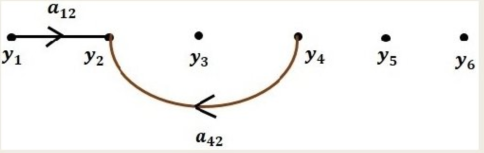 a₁₂
y₁ y₂ y₃ y₄ y₅ y₆
a₄₂